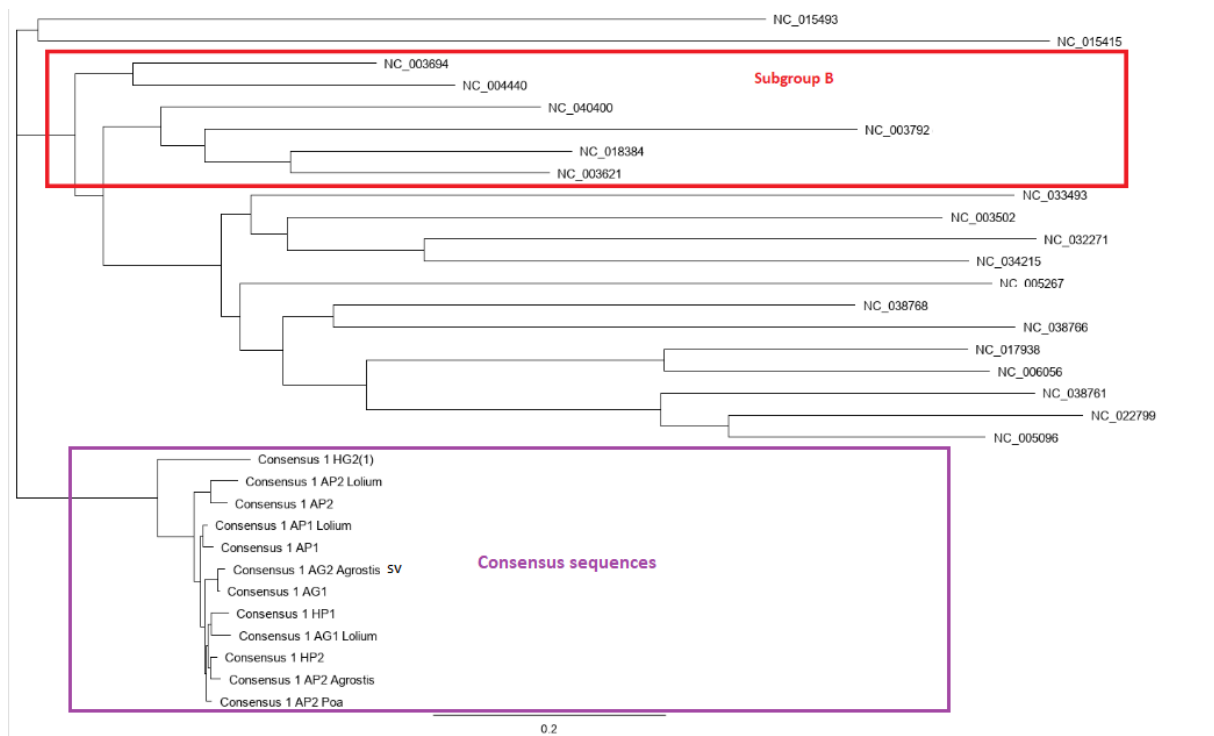 NC_015493
NC_015415
NC_003694
Subgroup B
NC_004440
NC_040400
NC_003792
NC_018384
NC_003621
NC_033493
NC_003502
NC_032271
NC_034215
NC_005267
NC_038768
NC_038766
NC_017938
NC_006056
NC_038761
NC_022799
NC_005096
Consensus 1 HG2(1)
Consensus 1 AP2 Lolium
Consensus 1 AP2
Consensus 1 AP1 Lolium
Consensus 1 AP1
Consensus sequences
Consensus 1 AG2 Agrostis SV
Consensus 1 AG1
Consensus 1 HP1
Consensus 1 AG1 Lolium
Consensus 1 HP2
Consensus 1 AP2 Agrostis
Consensus 1 AP2 Poa
0.2